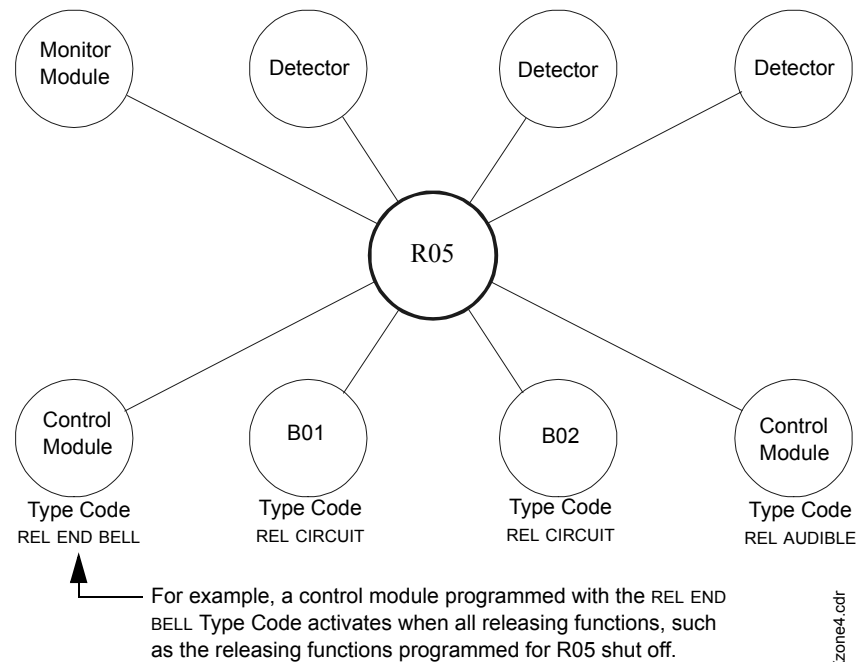 Monitor
Module
Detector
Detector
Detector
R05
Control
Module
B01
B02
Control
Module
Type Code
REL END BELL
Type Code
REL CIRCUIT
Type Code
REL CIRCUIT
Type Code
REL AUDIBLE
For example, a control module programmed with the REL END
BELL Type Code activates when all releasing functions, such
as the releasing functions programmed for R05 shut off.